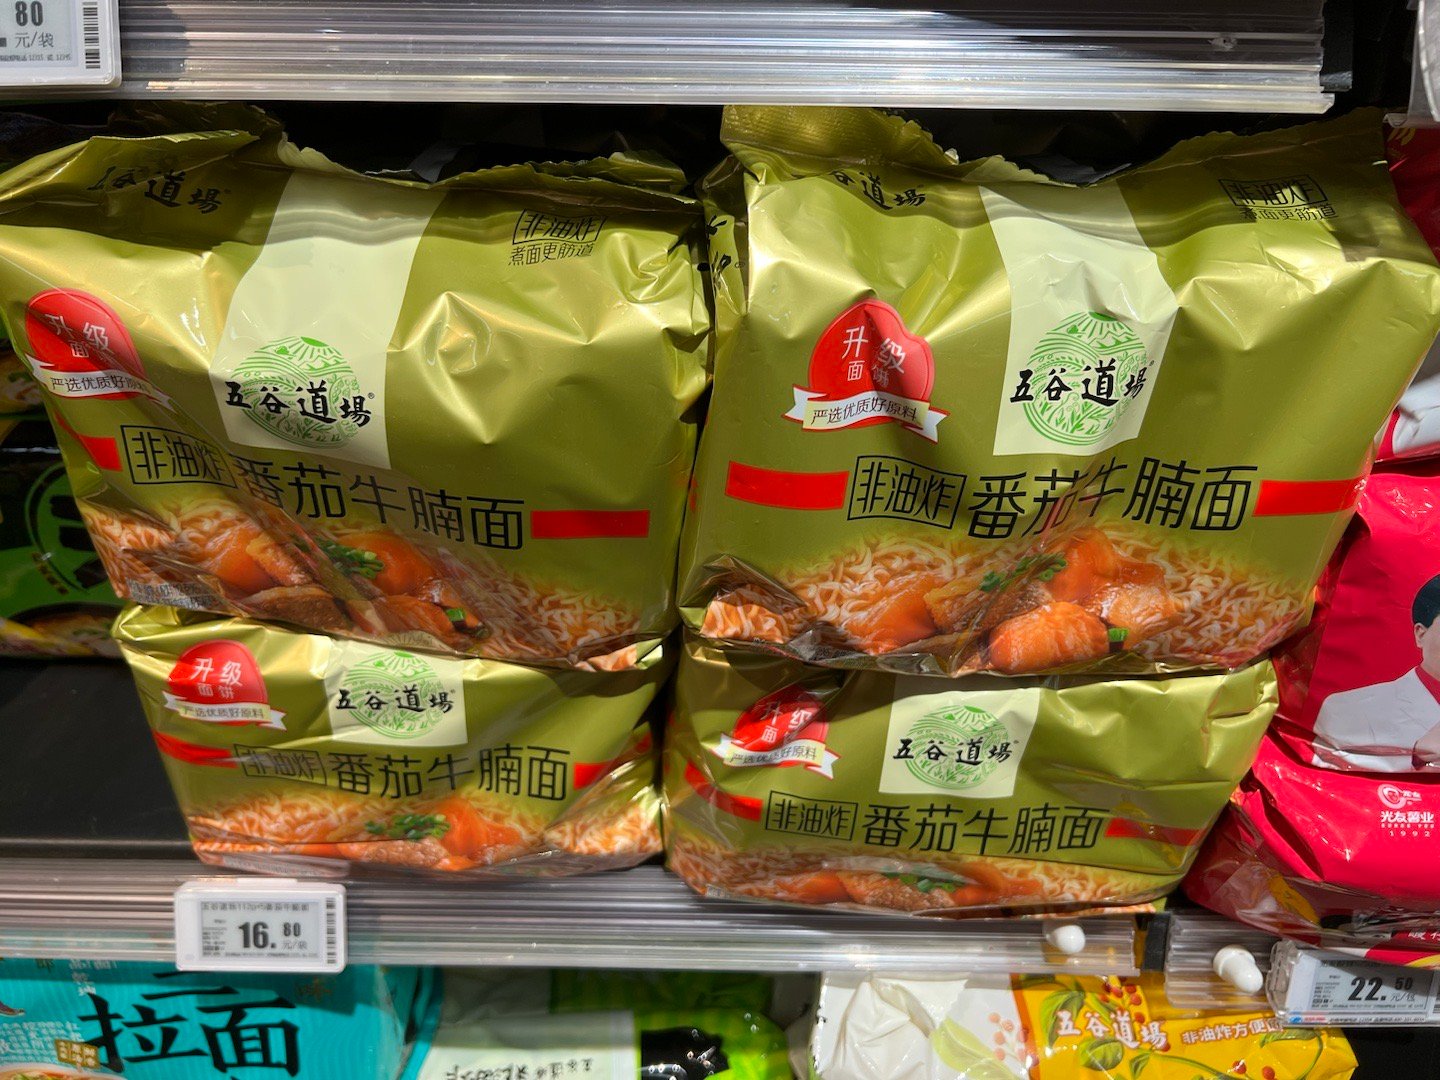 80
元/袋
五谷道場
非油炸
煮面更筋道
升级
面
严选优质好原料
五谷道場
非油炸 番茄牛腩面
五谷道場
非油炸
煮面更筋道
升级
面饼
严选优质好原料
五谷道場
非油炸 番茄牛腩面
升级
面饼
严选优质好原料
五谷道場
非油炸 番茄牛腩面
升级
面
严选优质好原料
五谷道場
非油炸 番茄牛腩面
光友薯业
1992
16.80
元/袋
22.50
元/包
拉面
五谷道場
五谷道場 非油炸方便面